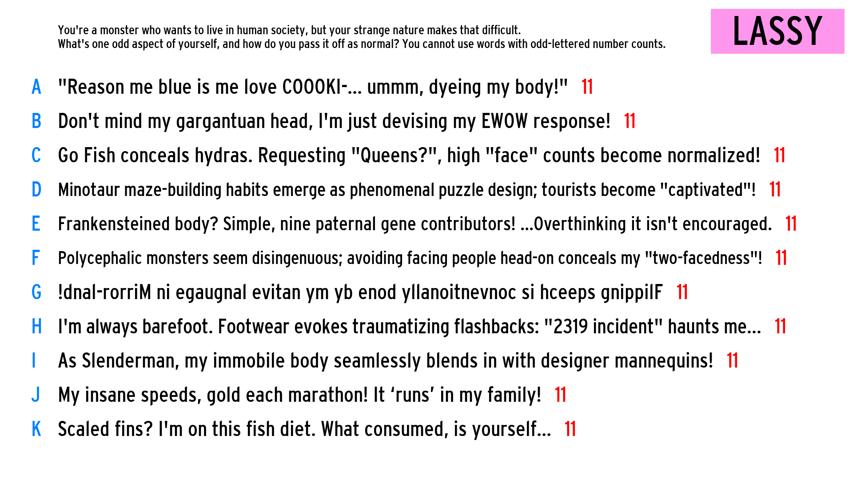 You're a monster who wants to live in human society, but your strange nature makes that difficult.
What's one odd aspect of yourself, and how do you pass it off as normal? You cannot use words with odd-lettered number counts.
LASSY
A "Reason me blue is me love COOOKI-... ummm, dyeing my body!" 11
B Don't mind my gargantuan head, I'm just devising my EWOW response! 11
C Go Fish conceals hydras. Requesting "Queens?", high "face" counts become normalized! 11
D Minotaur maze-building habits emerge as phenomenal puzzle design; tourists become "captivated"! 11
E Frankensteined body? Simple, nine paternal gene contributors! ...Overthinking it isn't encouraged. 11
F Polycephalic monsters seem disingenuous; avoiding facing people head-on conceals my "two-facedness"! 11
G !dnal-rorriM ni egaugnal evitan ym yb enod yllanoitnevnoc si hceeps gnippilF 11
H I'm always barefoot. Footwear evokes traumatizing flashbacks: "2319 incident" haunts me... 11
I As Slenderman, my immobile body seamlessly blends in with designer mannequins! 11
J My insane speeds, gold each marathon! It ‘runs’ in my family! 11
K Scaled fins? I'm on this fish diet. What consumed, is yourself... 11